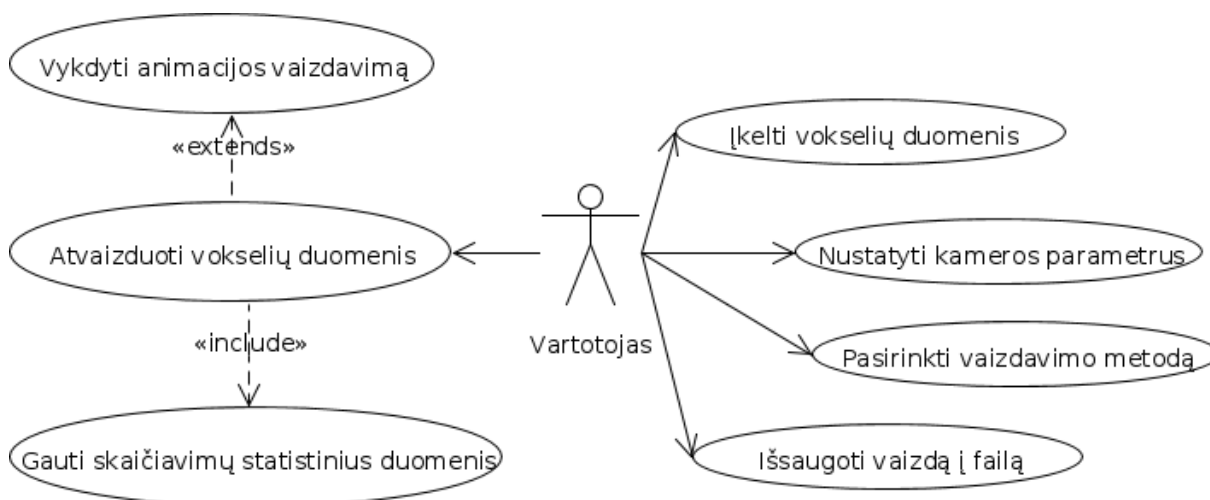 Vykdyti animacijos vaizdavimą
«extends»
Atvaizduoti vokselių duomenis
«include»
Gauti skaičiavimų statistinius duomenis
Vartotojas
Įkelti vokselių duomenis
Nustatyti kameros parametrus
Pasirinkti vaizdavimo metodą
Išsaugoti vaizdą į failą